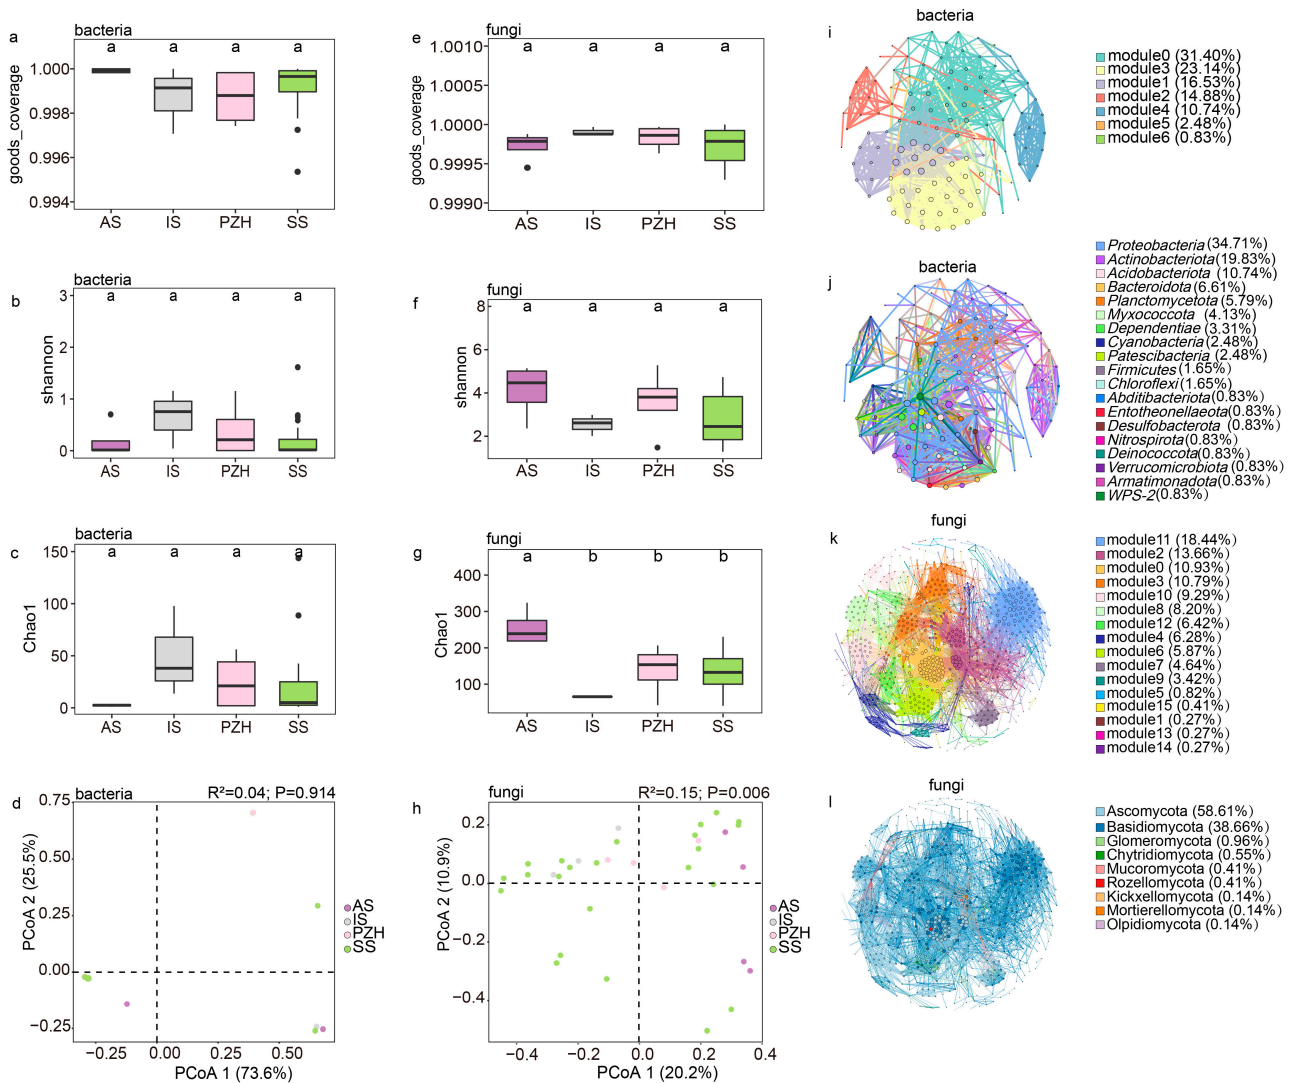 a
bacteria
a a a a
goods_coverage
1.000
0.998
0.996
0.994
AS IS PZH SS
b
bacteria
a a a a
shannon
3
2
1
0
AS IS PZH SS
c
bacteria
a a a a
Chao1
150
100
50
0
AS IS PZH SS
d
bacteria
R²=0.04; P=0.914
PCoA 2 (25.5%)
0.75
0.50
0.25
0.00
−0.25
−0.25 0.00 0.25 0.50
PCoA 1 (73.6%)
AS
IS
PZH
SS
e
fungi
a a a a
goods_coverage
1.0010
1.0005
1.0000
0.9995
0.9990
AS IS PZH SS
f
fungi
a a a a
shannon
8
6
4
2
AS IS PZH SS
g
fungi
a b b b
Chao1
400
300
200
100
AS IS PZH SS
h
fungi
R²=0.15; P=0.006
PCoA 2 (10.9%)
0.2
0.0
−0.2
−0.4
−0.4 −0.2 0.0 0.2 0.4
PCoA 1 (20.2%)
AS
IS
PZH
SS
i
bacteria
module0 (31.40%)
module3 (23.14%)
module1 (16.53%)
module2 (14.88%)
module4 (10.74%)
module5 (2.48%)
module6 (0.83%)
j
bacteria
Proteobacteria (34.71%)
Actinobacteriota (19.83%)
Acidobacteriota (10.74%)
Bacteroidota (6.61%)
Planctomycetota (5.79%)
Myxococcota (4.13%)
Dependentiae (3.31%)
Cyanobacteria (2.48%)
Patescibacteria (2.48%)
Firmicutes (1.65%)
Chloroflexi (1.65%)
Abditibacteriota (0.83%)
Entotheonellaeota (0.83%)
Desulfobacterota (0.83%)
Nitrospirota (0.83%)
Deinococcota (0.83%)
Verrucomicrobiota (0.83%)
Armatimonadota (0.83%)
WPS-2 (0.83%)
k
fungi
module11 (18.44%)
module2 (13.66%)
module0 (10.93%)
module3 (10.79%)
module10 (9.29%)
module8 (8.20%)
module12 (6.42%)
module4 (6.28%)
module6 (5.87%)
module7 (4.64%)
module9 (3.42%)
module5 (0.82%)
module15 (0.41%)
module1 (0.27%)
module13 (0.27%)
module14 (0.27%)
l
fungi
Ascomycota (58.61%)
Basidiomycota (38.66%)
Glomeromycota (0.96%)
Chytridiomycota (0.55%)
Mucoromycota (0.41%)
Rozellomycota (0.41%)
Kickxellomycota (0.14%)
Mortierellomycota (0.14%)
Olpidiomycota (0.14%)